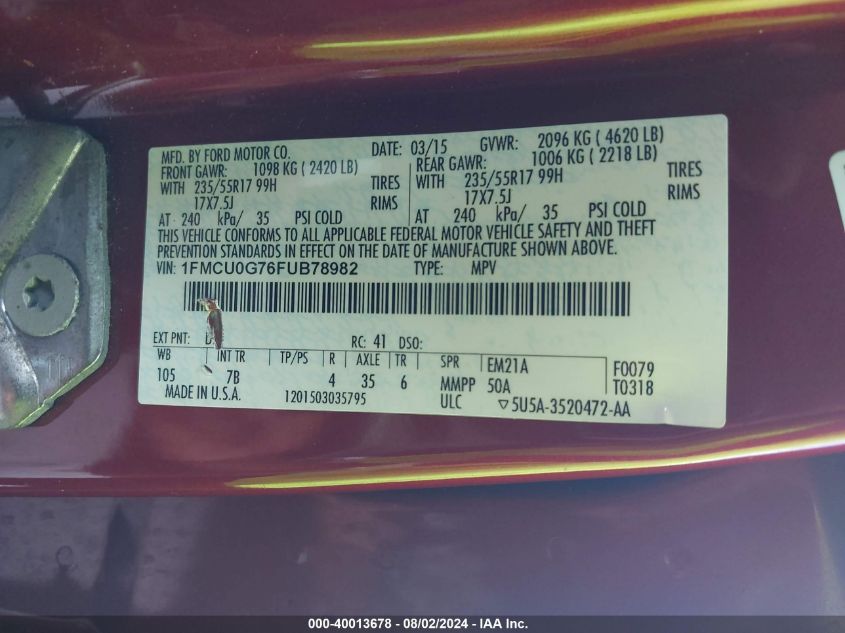 MFD. BY FORD MOTOR CO. DATE: 03/15 GVWR: 2096 KG ( 4620 LB)
FRONT GAWR: 1098 KG ( 2420 LB) REAR GAWR: 1006 KG ( 2218 LB)
WITH 235/55R17 99H TIRES WITH 235/55R17 99H TIRES
17X7.5J RIMS 17X7.5J RIMS
AT 240 kPa/ 35 PSI COLD AT 240 kPa/ 35 PSI COLD
THIS VEHICLE CONFORMS TO ALL APPLICABLE FEDERAL MOTOR VEHICLE SAFETY AND THEFT
PREVENTION STANDARDS IN EFFECT ON THE DATE OF MANUFACTURE SHOWN ABOVE.
VIN: 1FMCU0G76FUB78982 TYPE: MPV
EXT PNT: RC: 41 DSO:
WB INT TR TP/PS R AXLE TR SPR EM21A F0079
105 7B 4 35 6 MMPP 50A T0318
MADE IN U.S.A. 1201503035795 ULC ▽5U5A-3520472-AA
000-40013678 - 08/02/2024 - IAA Inc.